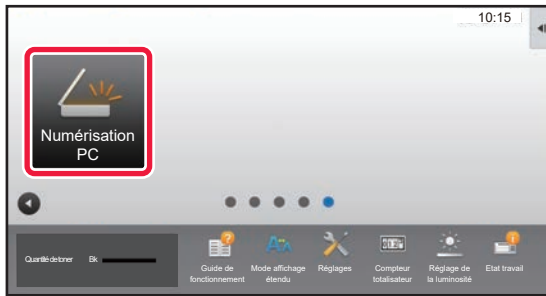 10:15
Numérisation
PC
Quantité de toner Bk
Guide de
fonctionnement
Mode affichage
étendu
Réglages
Compteur
totalisateur
Réglage de
la luminosité
Etat travail